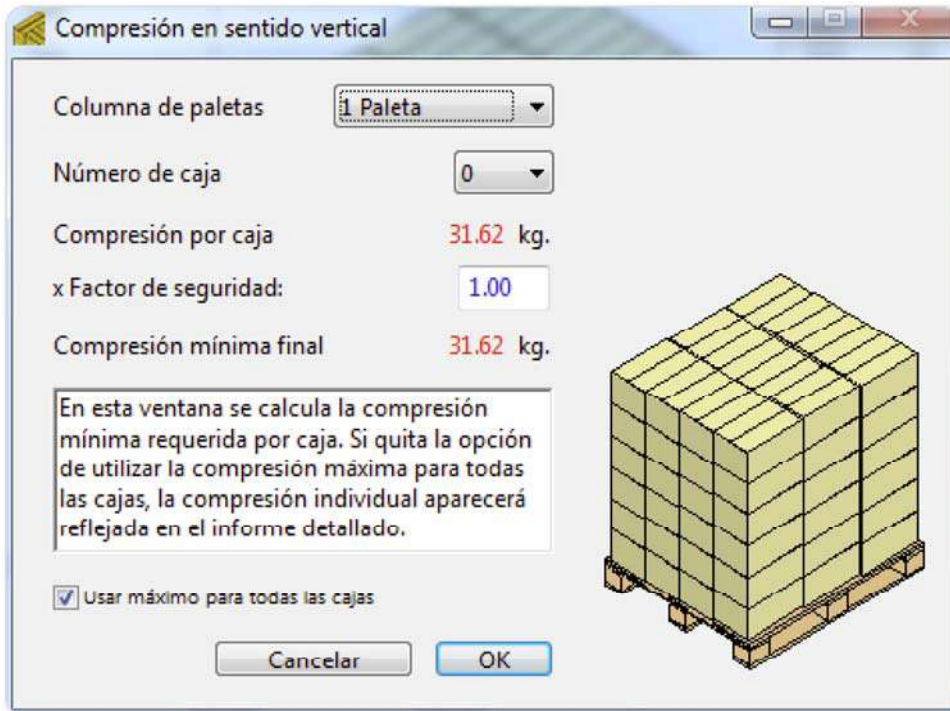 Compresión en sentido vertical
Columna de paletas 1 Paleta
Número de caja 0
Compresión por caja 31.62 kg.
x Factor de seguridad: 1.00
Compresión mínima final 31.62 kg.
En esta ventana se calcula la compresión
mínima requerida por caja. Si quita la opción
de utilizar la compresión máxima para todas
las cajas, la compresión individual aparecerá
reflejada en el informe detallado.
Usar máximo para todas las cajas
Cancelar OK